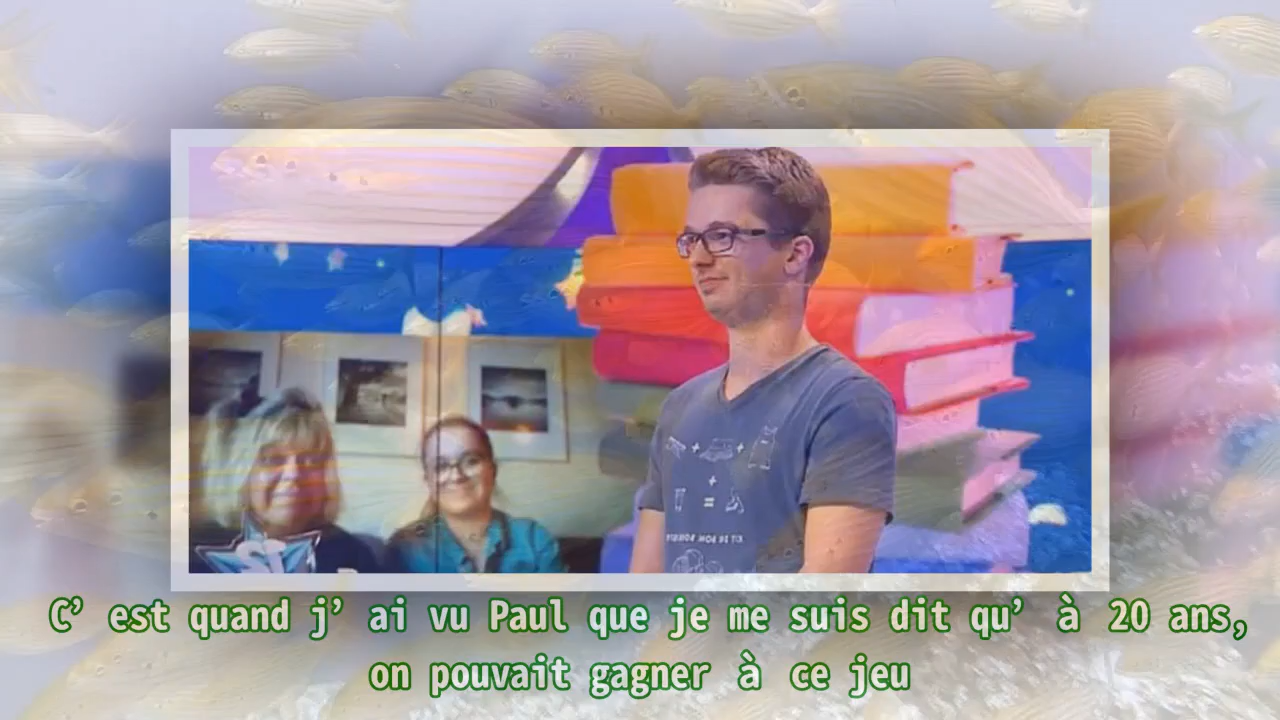 C’ est quand j’ ai vu Paul que je me suis dit qu’ à 20 ans,
on pouvait gagner à ce jeu